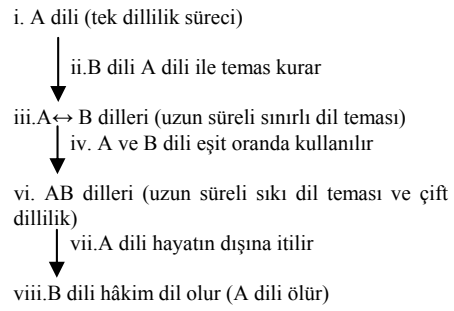 i. A dili (tek dillilik süreci)
ii.B dili A dili ile temas kurar
iii.A↔ B dilleri (uzun süreli sınırlı dil teması)
iv. A ve B dili eşit oranda kullanılır
vi. AB dilleri (uzun süreli sıkı dil teması ve çift
dillilik)
vii.A dili hayatın dışına itilir
viii.B dili hâkim dil olur (A dili ölür)